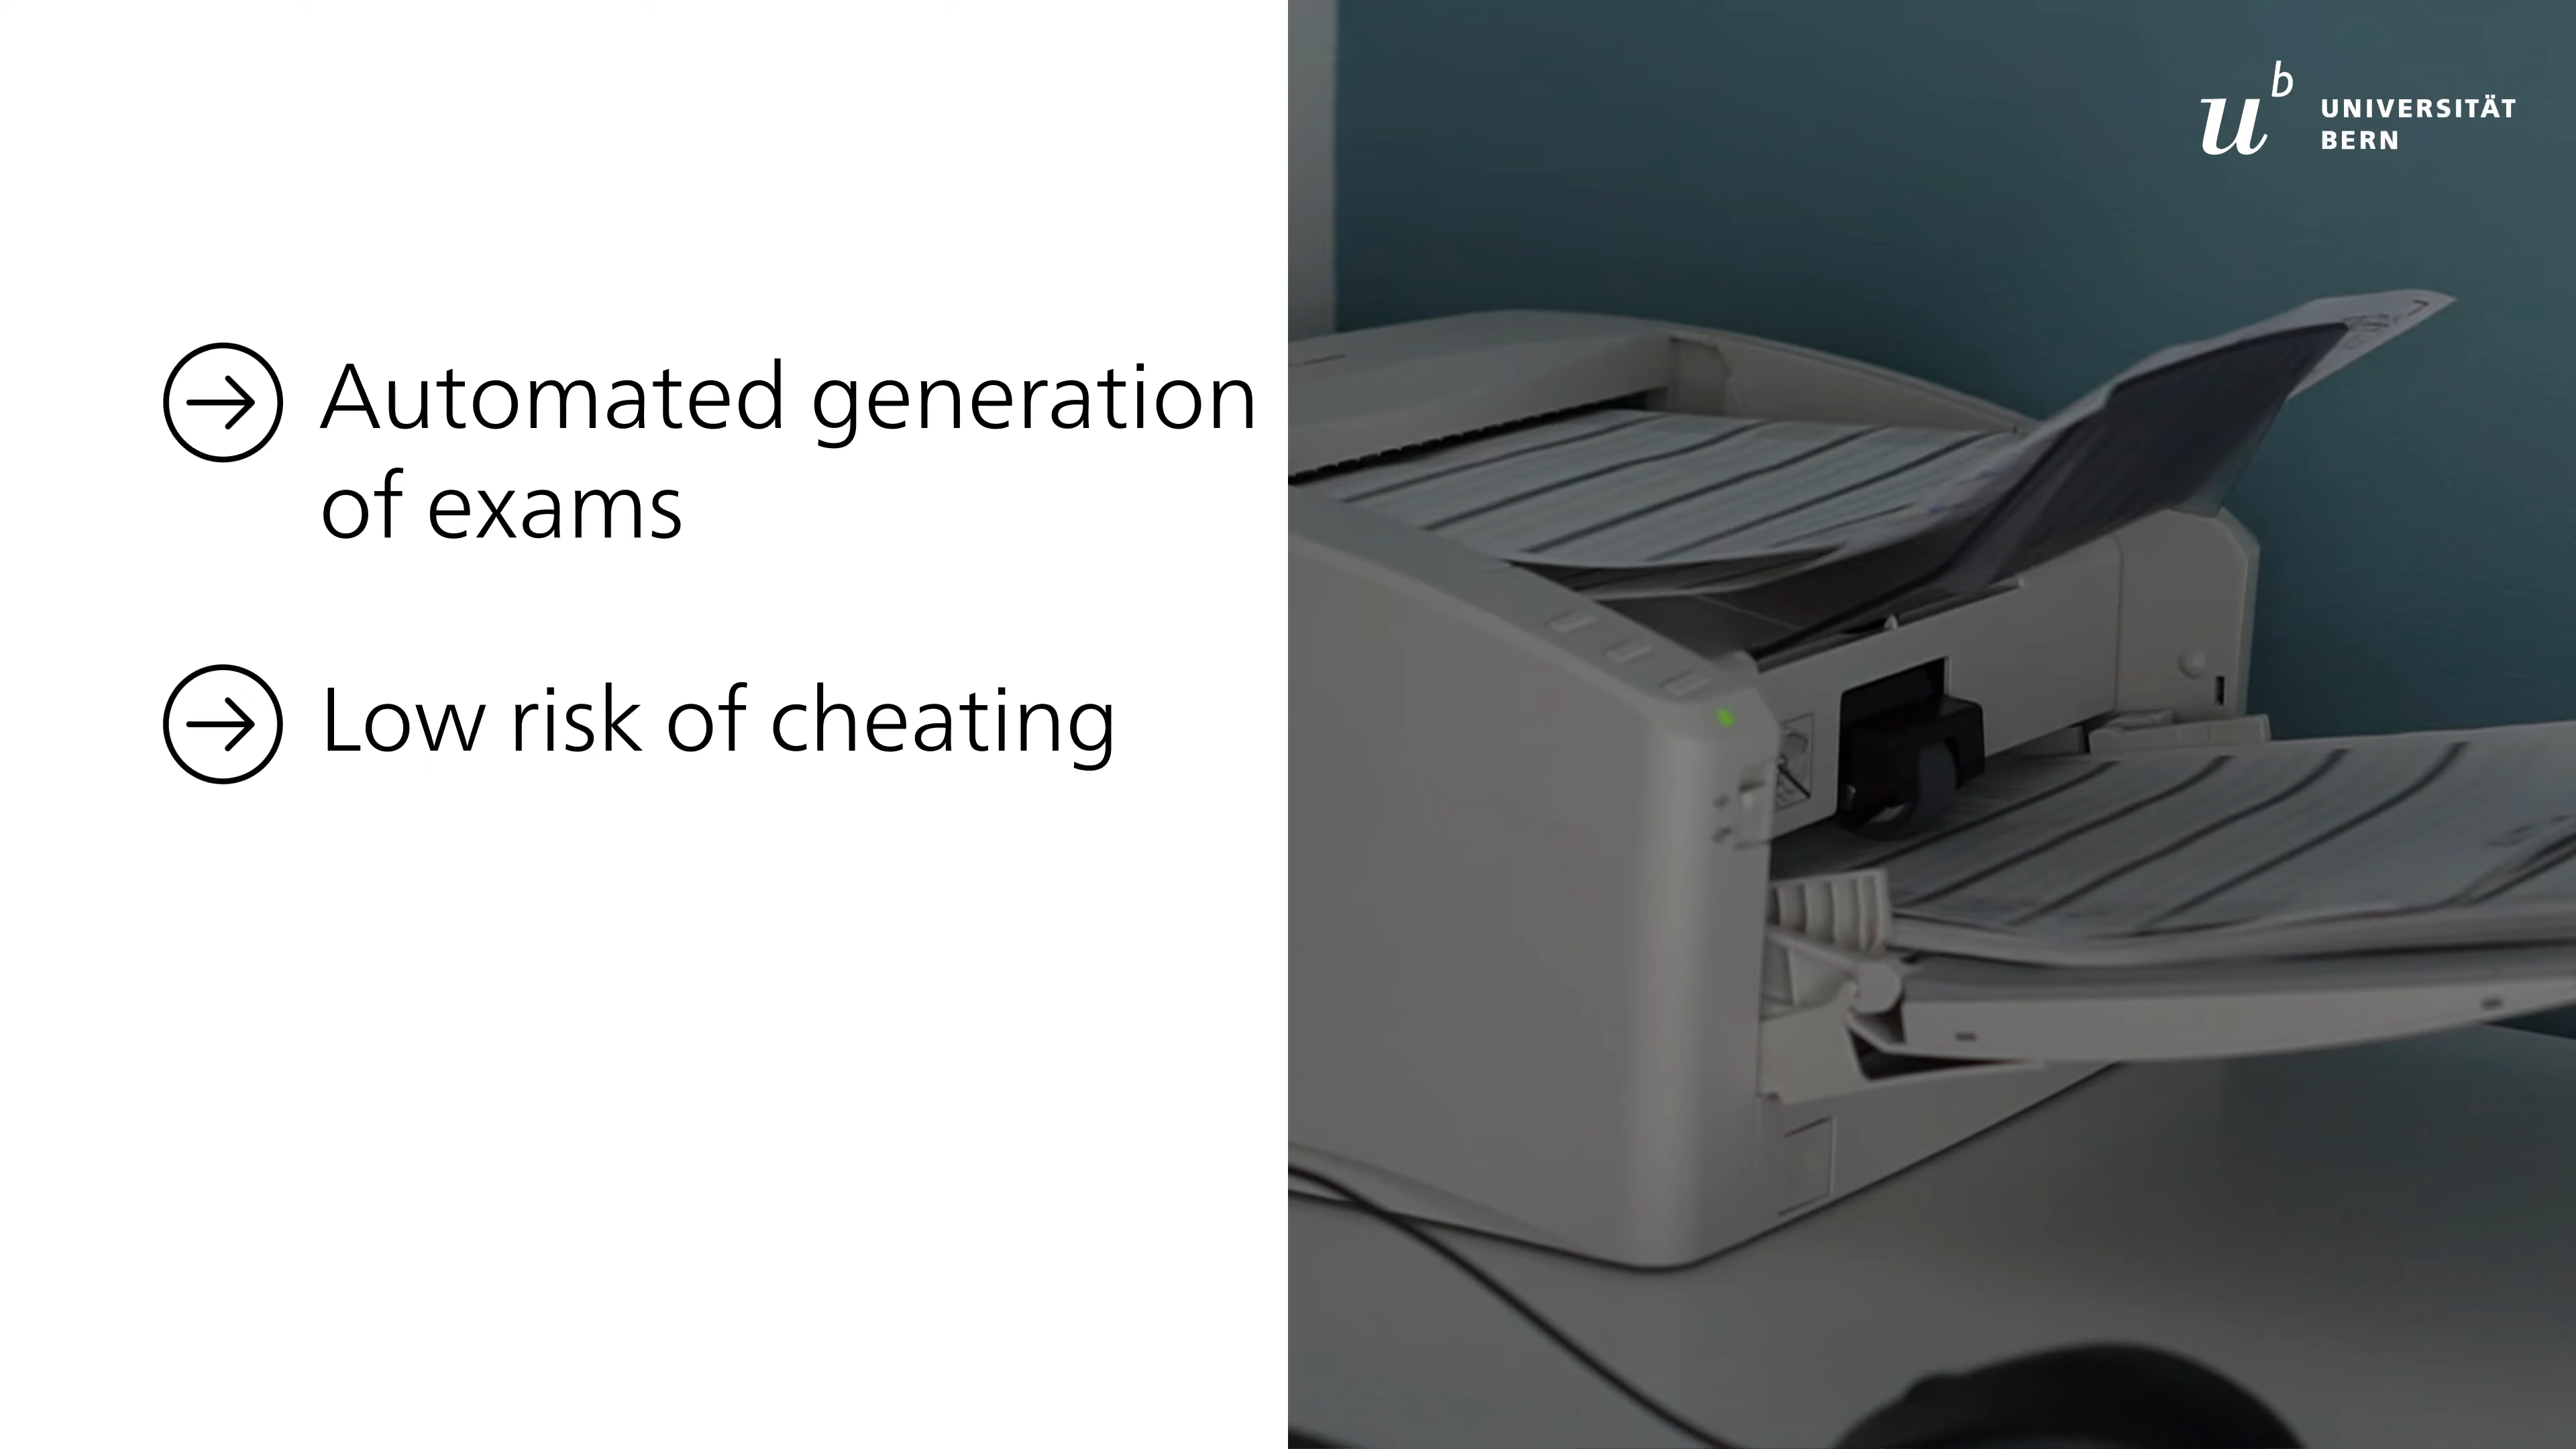 Automated generation
of exams
Low risk of cheating
u b
UNIVERSITÄT
BERN